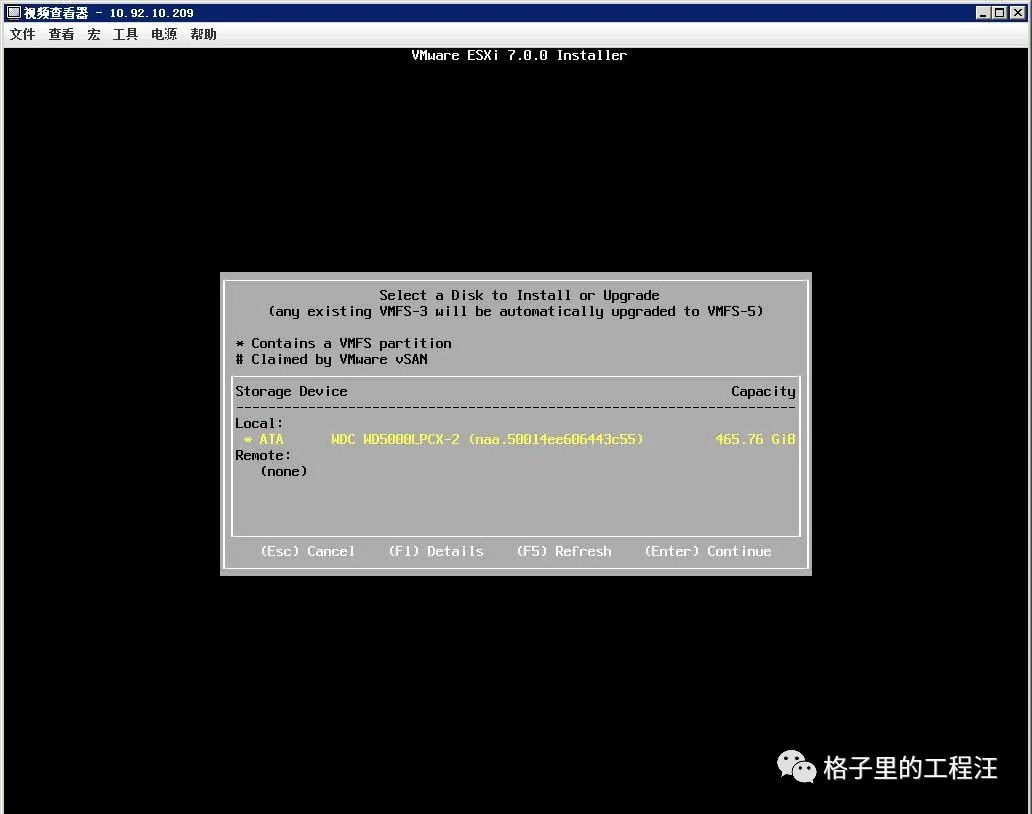 视频查看器 - 10.92.10.209
文件 查看 宏 工具 电源 帮助
VMware ESXi 7.0.0 Installer
Select a Disk to Install or Upgrade
(any existing VMFS-3 will be automatically upgraded to VMFS-5)
* Contains a VMFS partition
# Claimed by VMware vSAN
Storage Device Capacity
Local:
* ATA WDC WD5000LPCX-2 (naa.50014ee606443c55) 465.76 GiB
Remote:
(none)
(Esc) Cancel (F1) Details (F5) Refresh (Enter) Continue
格子里的工程汪